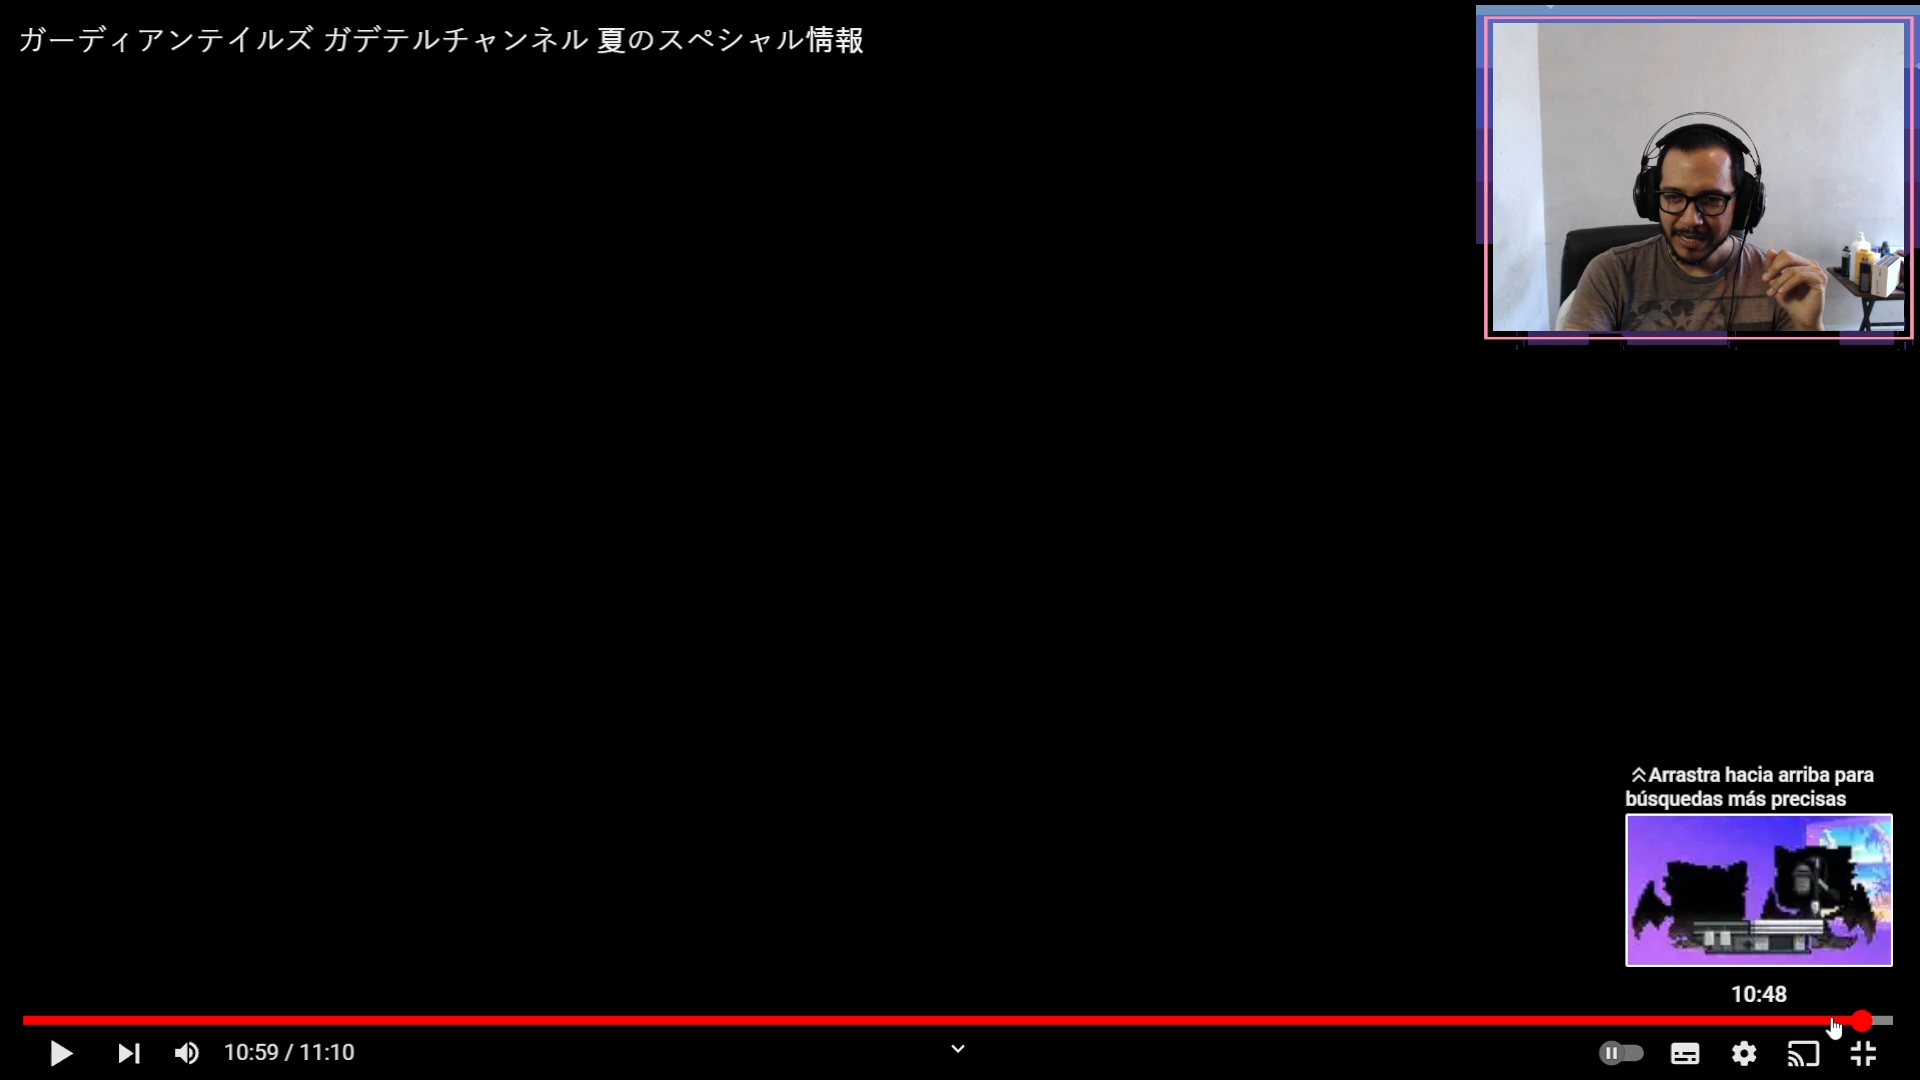 ガーディアンテイルズ ガデテルチャンネル 夏のスペシャル情報
Arrastra hacia arriba para
búsquedas más precisas
10:48
10:59 / 11:10